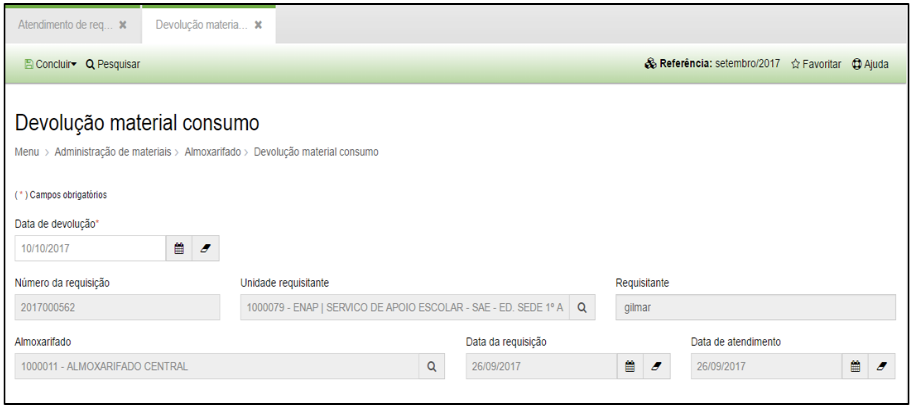 Atendimento de req... ✖ Devolução materia... ✖
Concluir Pesquisar Referência: setembro/2017 Favoritar Ajuda
Devolução material consumo
Menu > Administração de materiais > Almoxarifado > Devolução material consumo
( * ) Campos obrigatórios
Data de devolução*
10/10/2017
Número da requisição Unidade requisitante Requisitante
2017000562 1000079 - ENAP | SERVICO DE APOIO ESCOLAR - SAE - ED. SEDE 1º A gilmar
Almoxarifado Data da requisição Data de atendimento
1000011 - ALMOXARIFADO CENTRAL 26/09/2017 26/09/2017